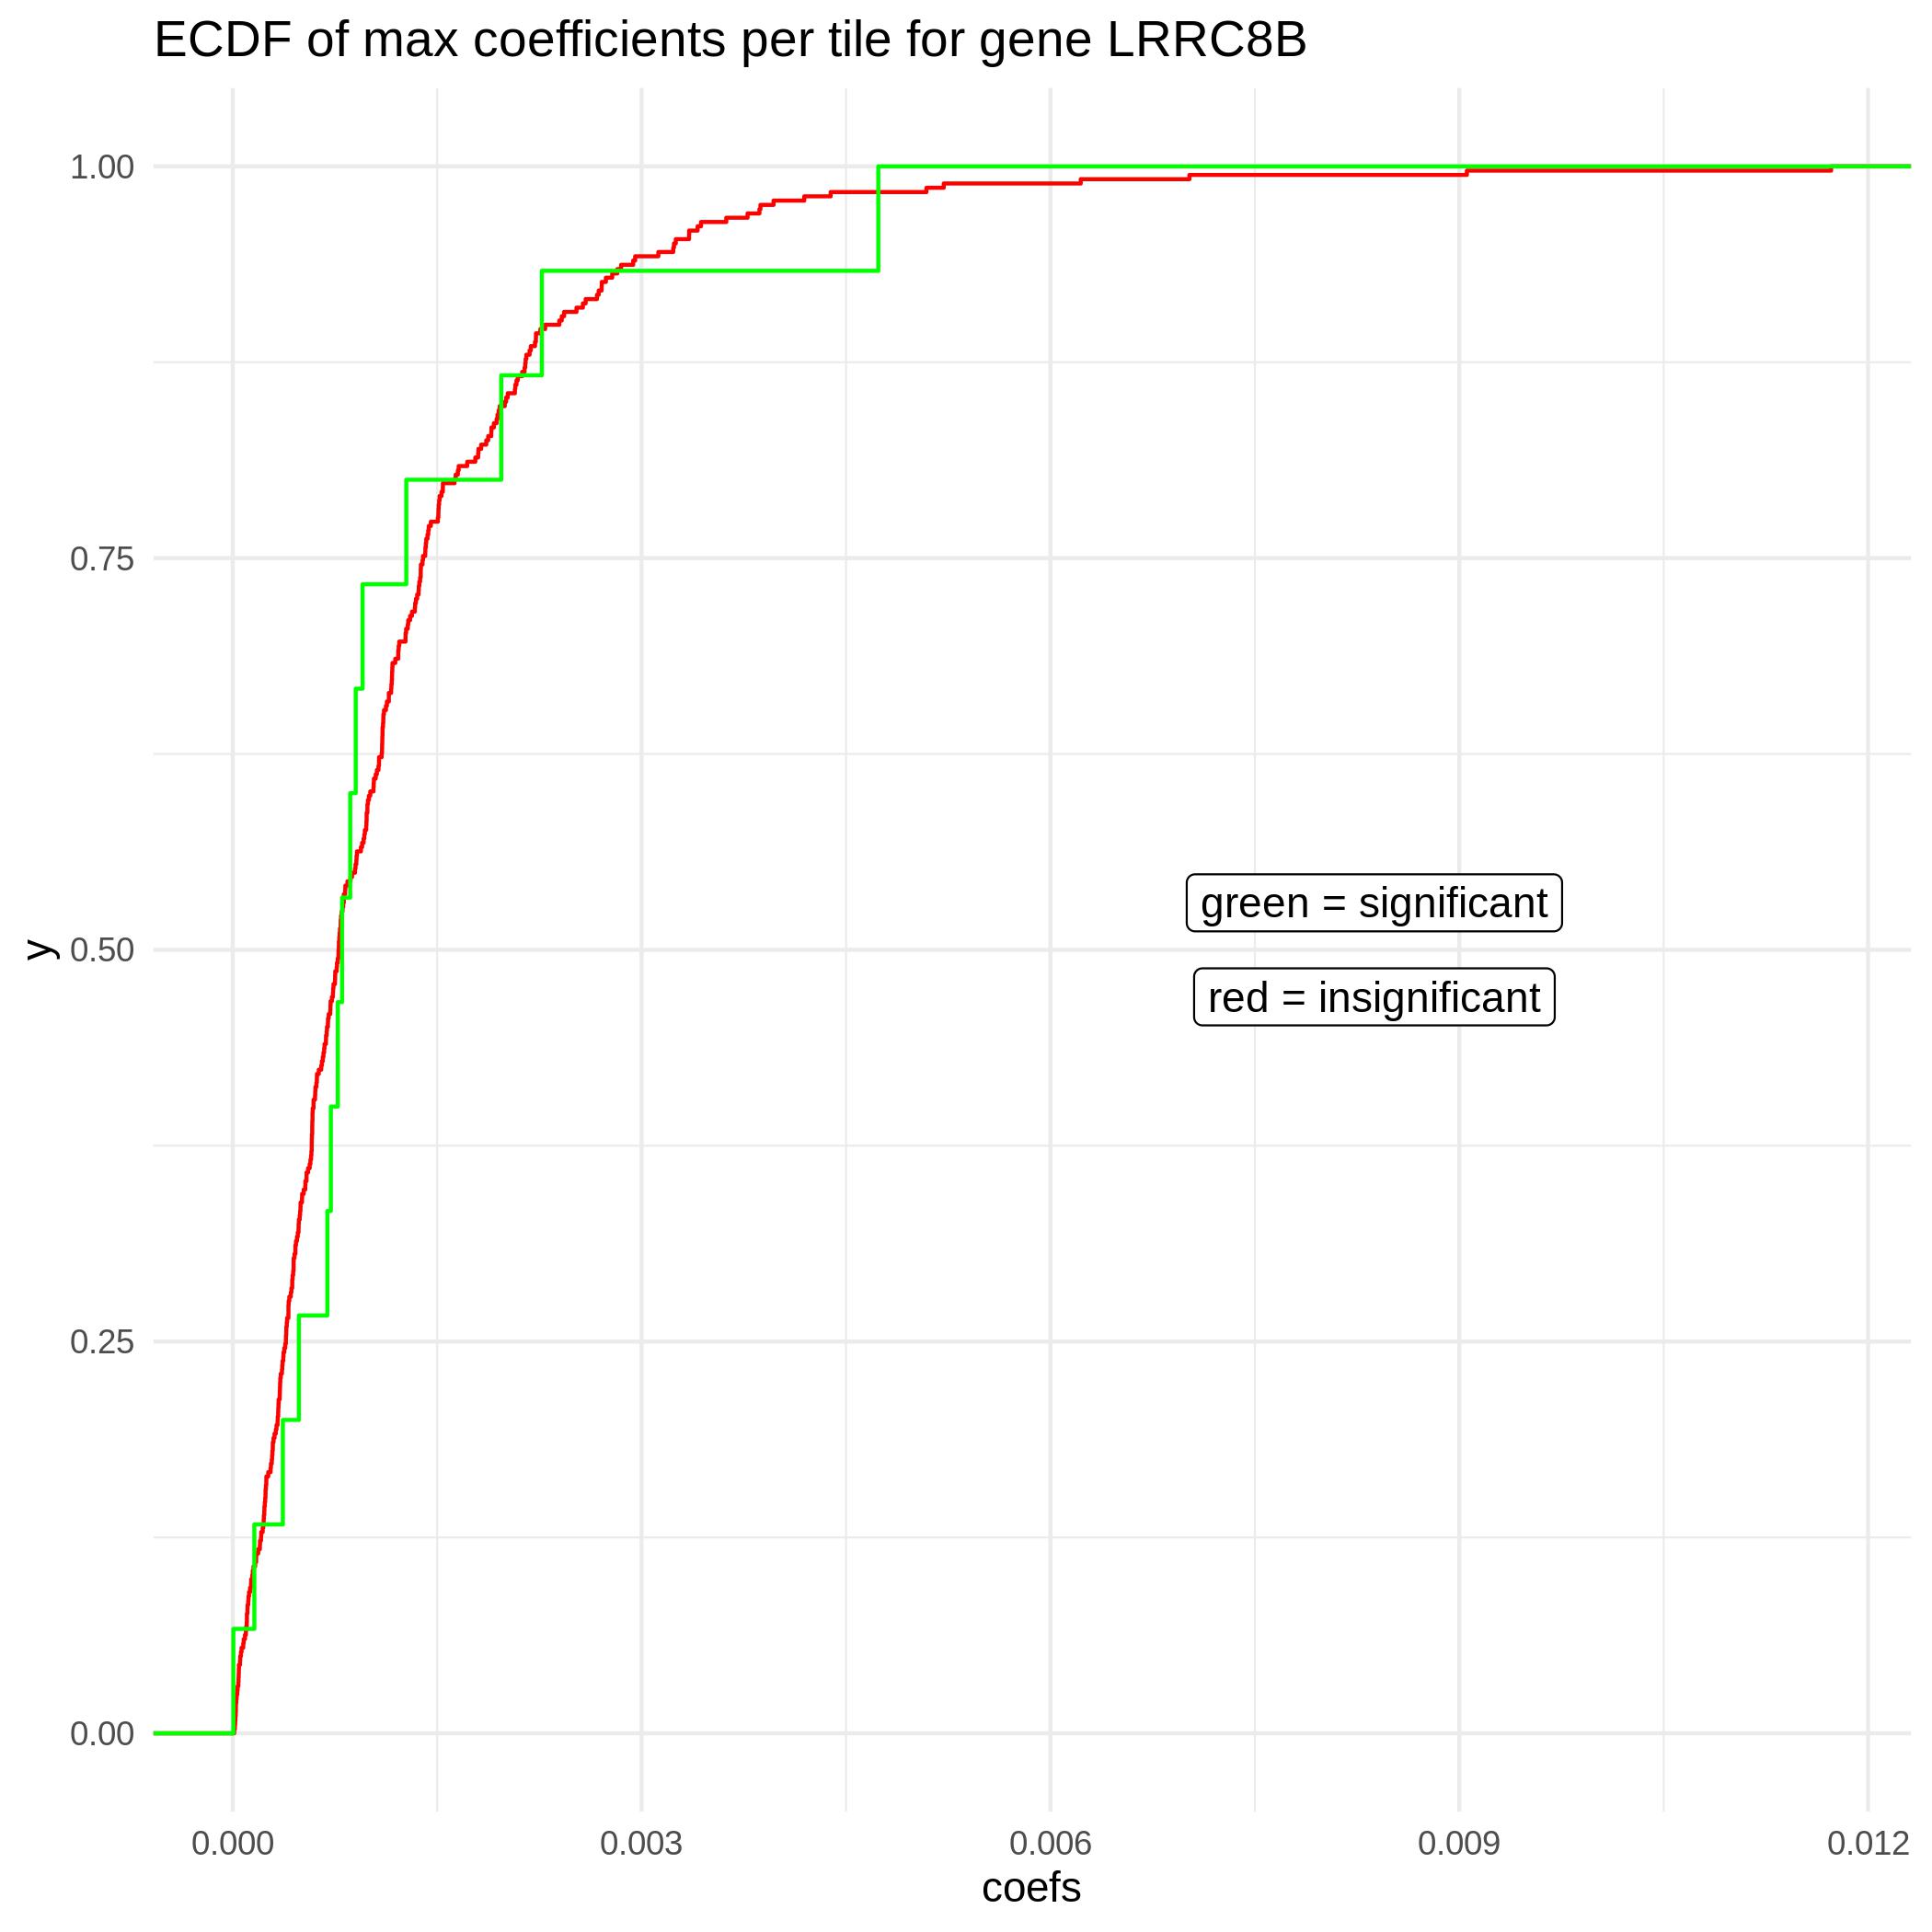 ECDF of max coefficients per tile for gene LRRC8B
1.00
0.75
0.50
0.25
0.00
y
green = significant
red = insignificant
0.000 0.003 0.006 0.009 0.012
coefs